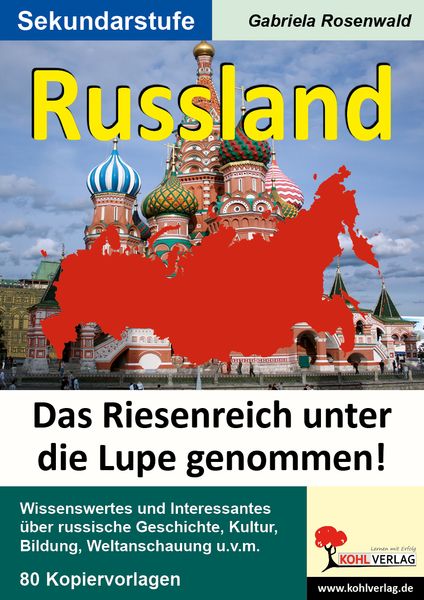 Sekundarstufe
Gabriela Rosenwald
Russland
Das Riesenreich unter
die Lupe genommen!
Wissenswertes und Interessantes
über russische Geschichte, Kultur,
Bildung, Weltanschauung u.v.m.
80 Kopiervorlagen
Lernen mit Erfolg
KOHL VERLAG
www.kohlverlag.de